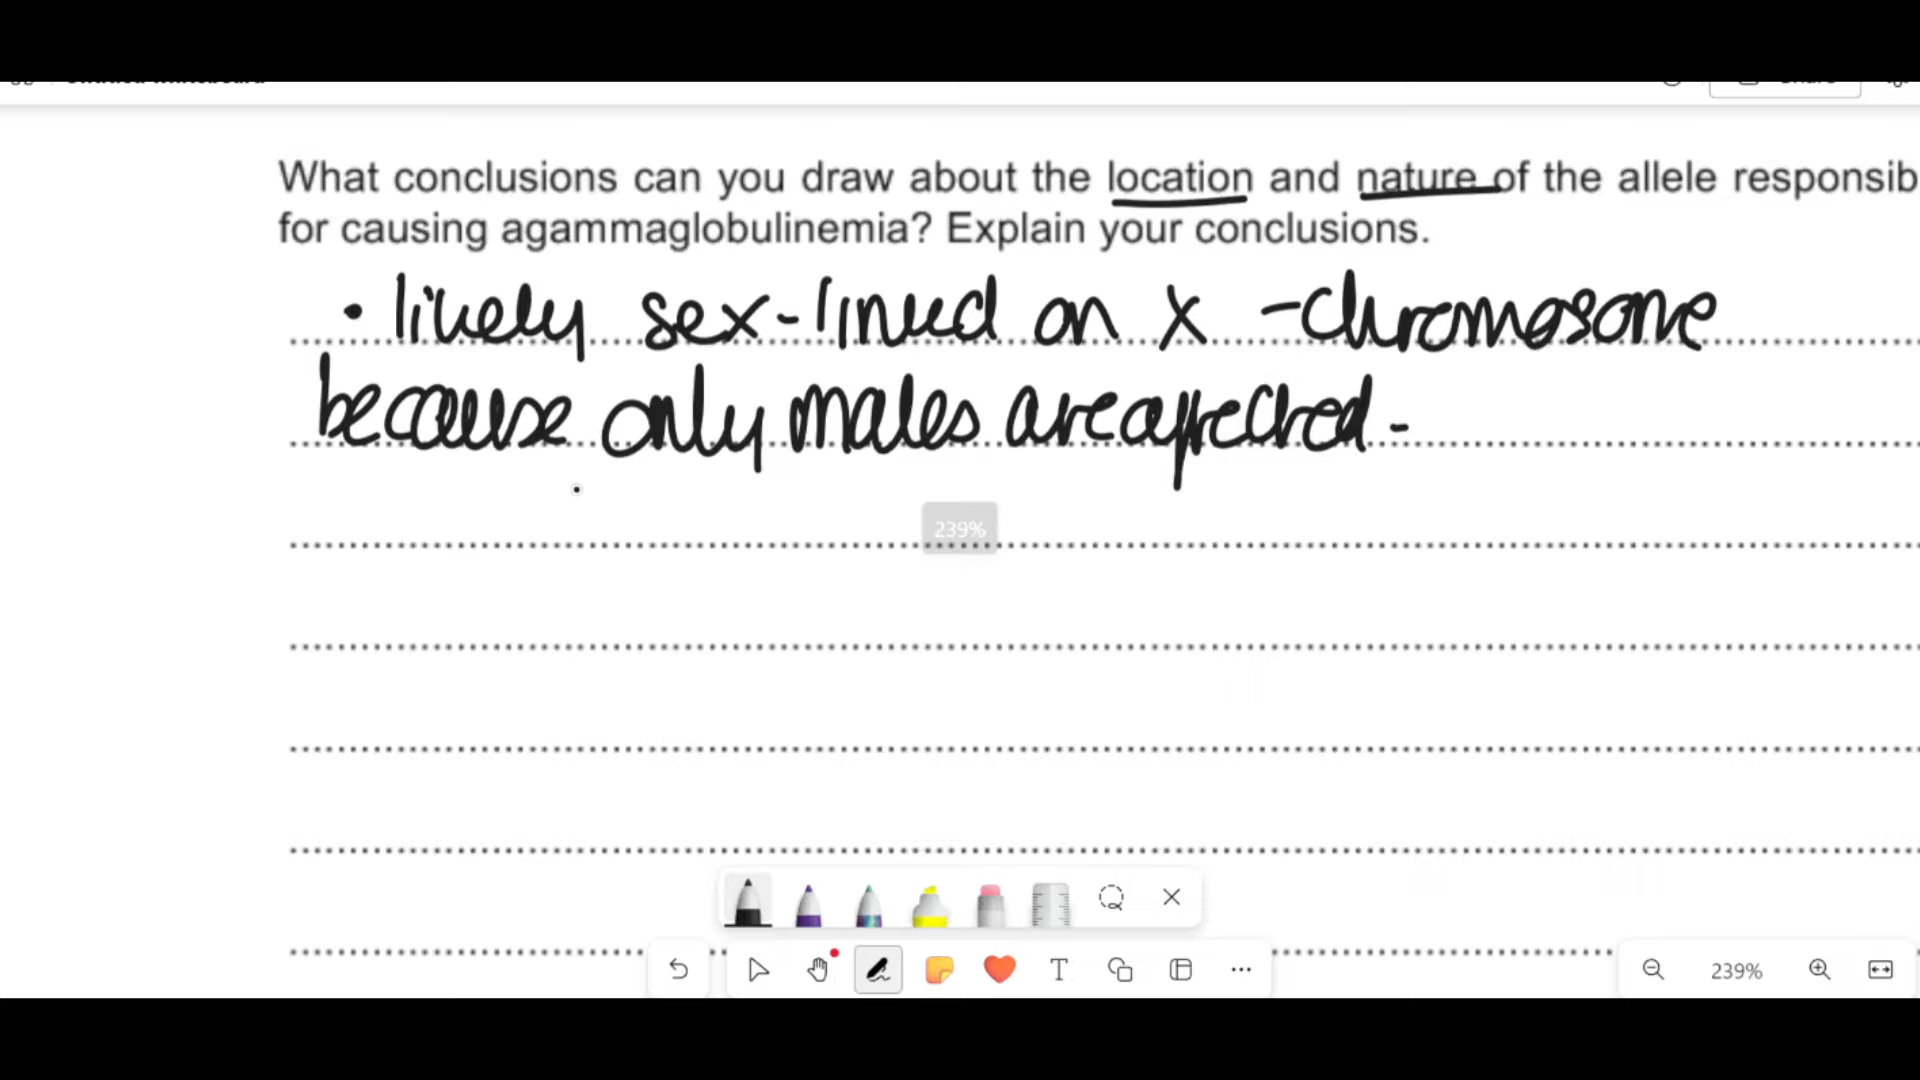 What conclusions can you draw about the location and nature of the allele responsib
for causing agammaglobulinemia? Explain your conclusions.
• likely sex-linked on X -chromosome
because only males are affected -
239%
T
239%